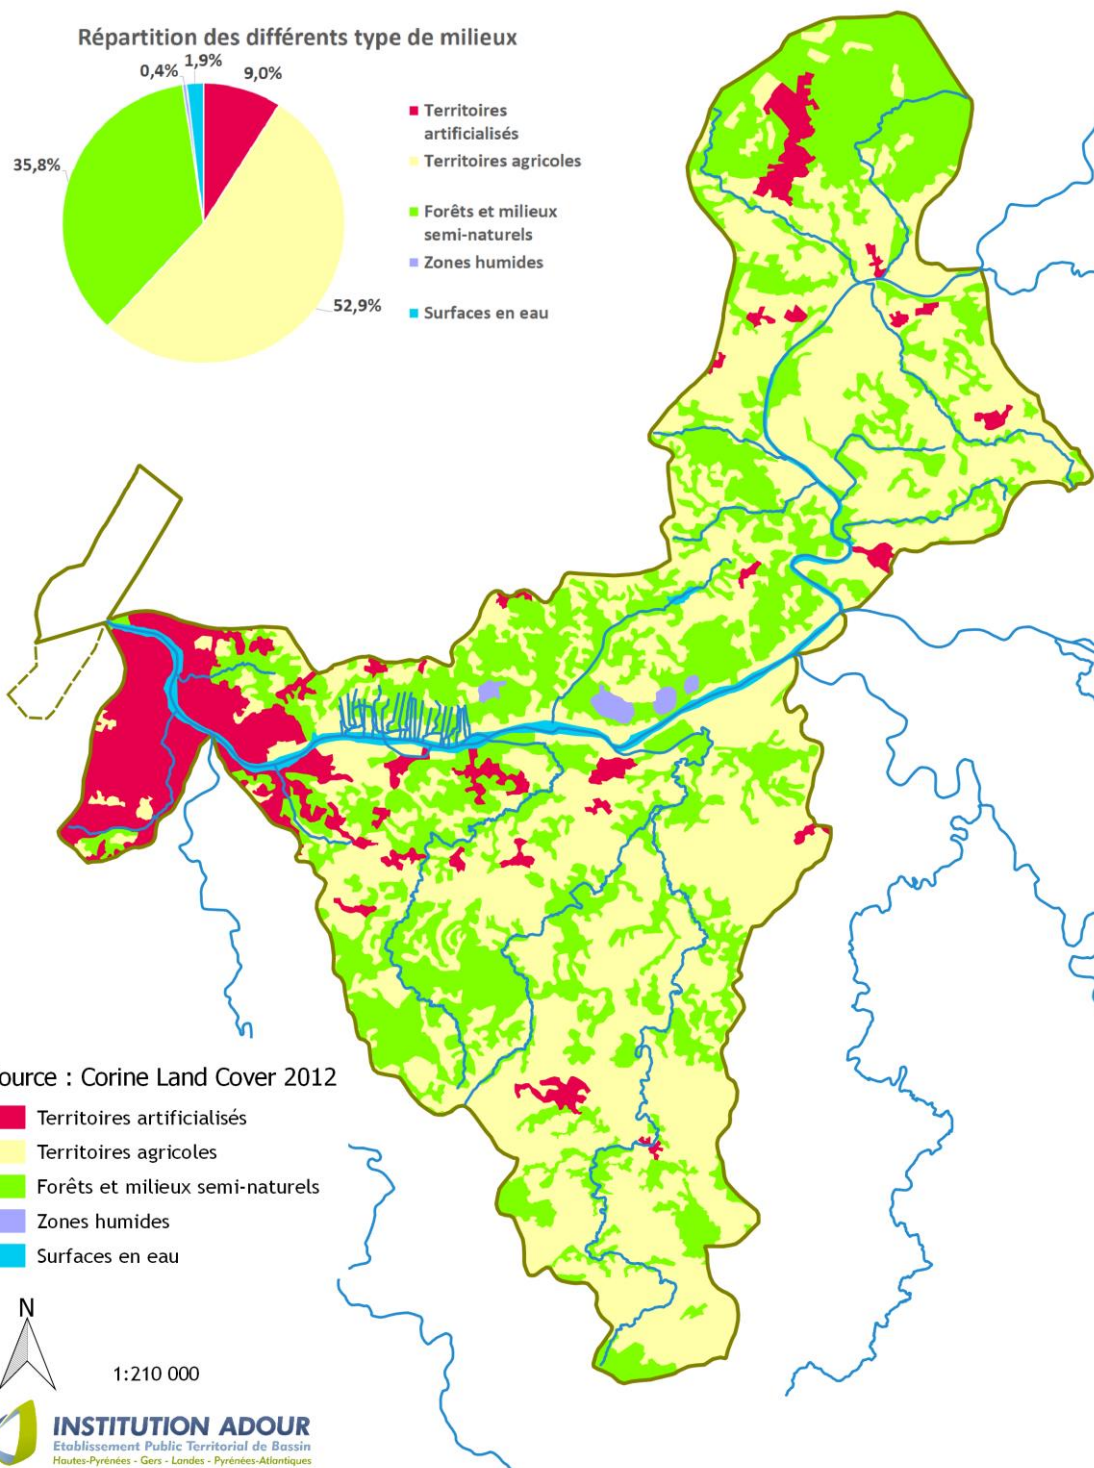 Répartition des différents type de milieux
1,9%
0,4%
9,0%
35,8%
52,9%
Territoires
artificialisés
Territoires agricoles
Forêts et milieux
semi-naturels
Zones humides
Surfaces en eau
ource : Corine Land Cover 2012
Territoires artificialisés
Territoires agricoles
Forêts et milieux semi-naturels
Zones humides
Surfaces en eau
N
1:210 000
INSTITUTION ADOUR
Etablissement Public Territorial de Bassin
Hautes-Pyrénées - Gers - Landes - Pyrénées-Atlantiques